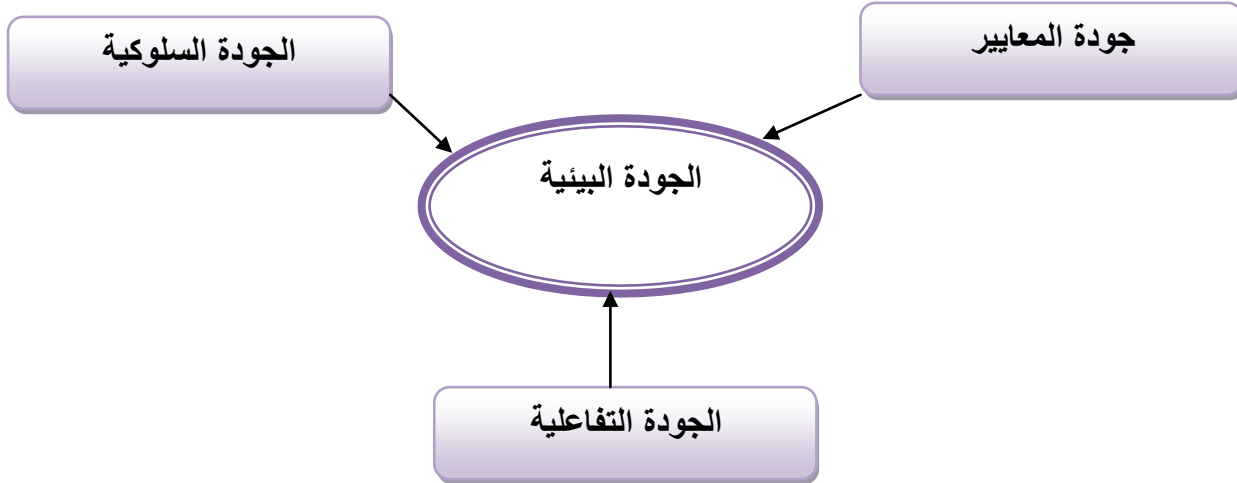 جودة المعايير
الجودة السلوكية
الجودة البيئية
الجودة التفاعلية